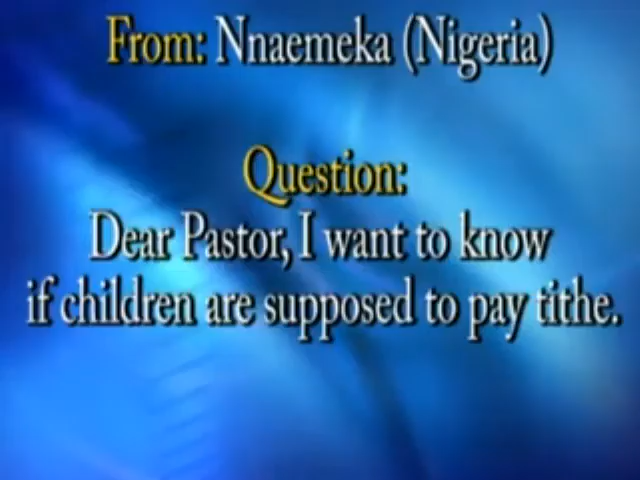 From: Nnaemeka (Nigeria)
Question:
Dear Pastor, I want to know
if children are supposed to pay tithe.